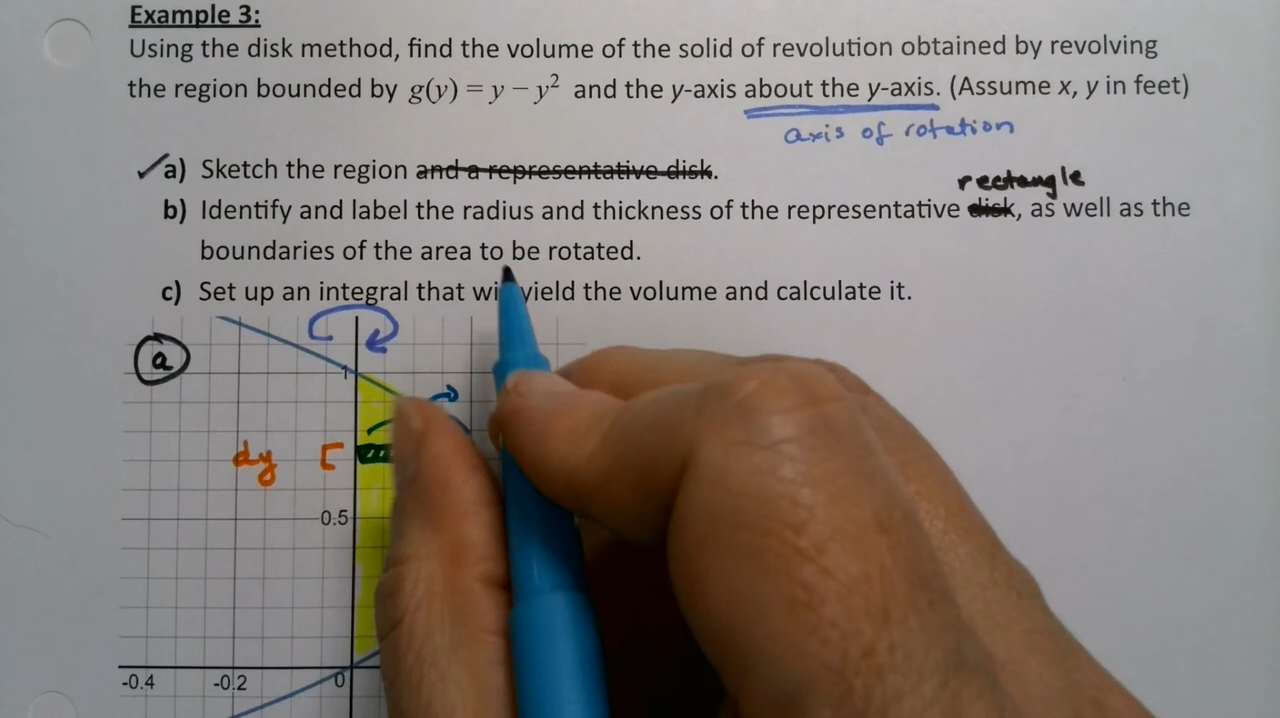 Example 3:
Using the disk method, find the volume of the solid of revolution obtained by revolving
the region bounded by g(y) = y − y² and the y-axis about the y-axis. (Assume x, y in feet)
axis of rotation
a) Sketch the region and a representative disk.
rectangle
b) Identify and label the radius and thickness of the representative disk, as well as the
boundaries of the area to be rotated.
c) Set up an integral that yield the volume and calculate it.
a
1
dy
0.5
-0.4 -0.2 0